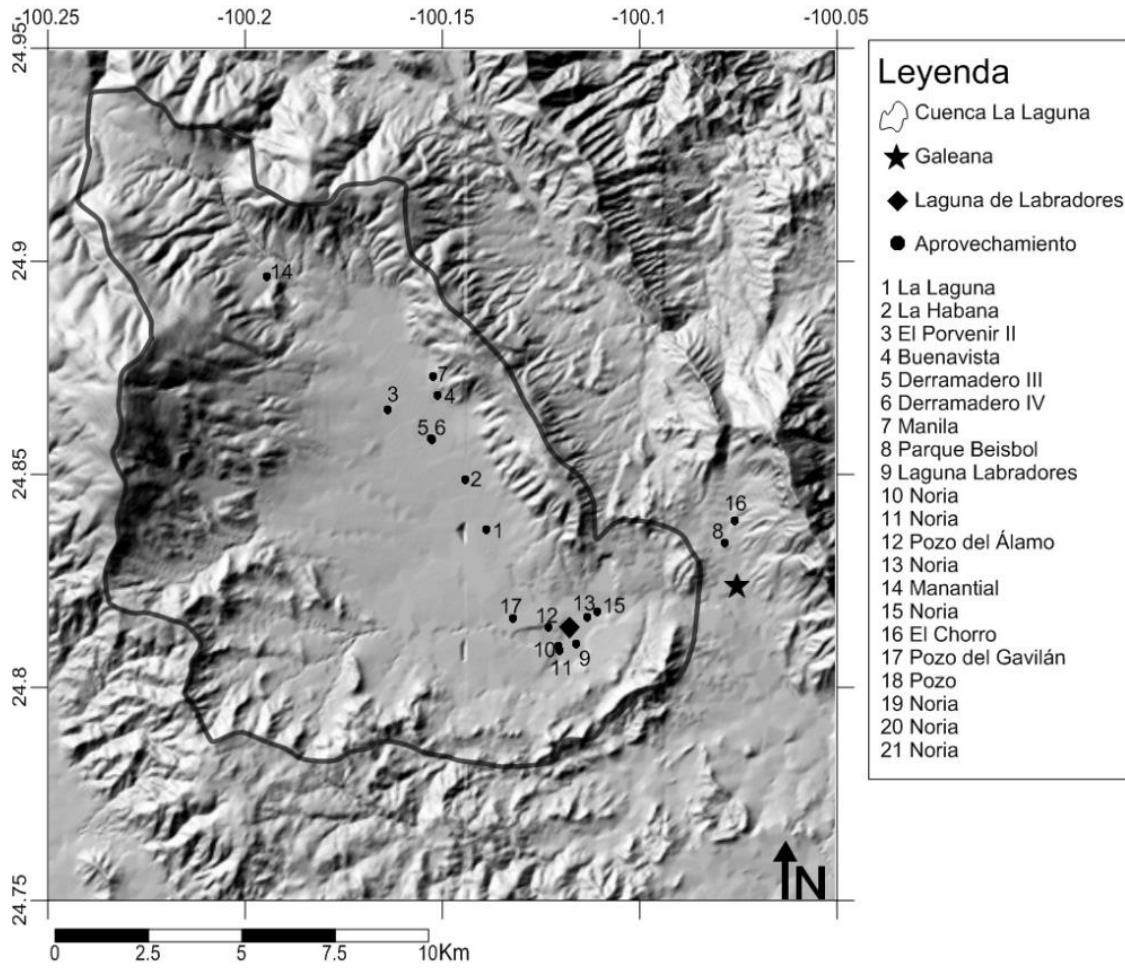 -100.25 -100.2 -100.15 -100.1 -100.05
24.95
24.9
24.85
24.8
24.75
14
7
3
4
5 6
2
1
16
8
17
12
13
15
10
11
9
N
0 2.5 5 7.5 10Km
Leyenda
Cuenca La Laguna
Galeana
Laguna de Labradores
Aprovechamiento
1 La Laguna
2 La Habana
3 El Porvenir II
4 Buenavista
5 Derramadero III
6 Derramadero IV
7 Manila
8 Parque Beisbol
9 Laguna Labradores
10 Noria
11 Noria
12 Pozo del Álamo
13 Noria
14 Manantial
15 Noria
16 El Chorro
17 Pozo del Gavilán
18 Pozo
19 Noria
20 Noria
21 Noria